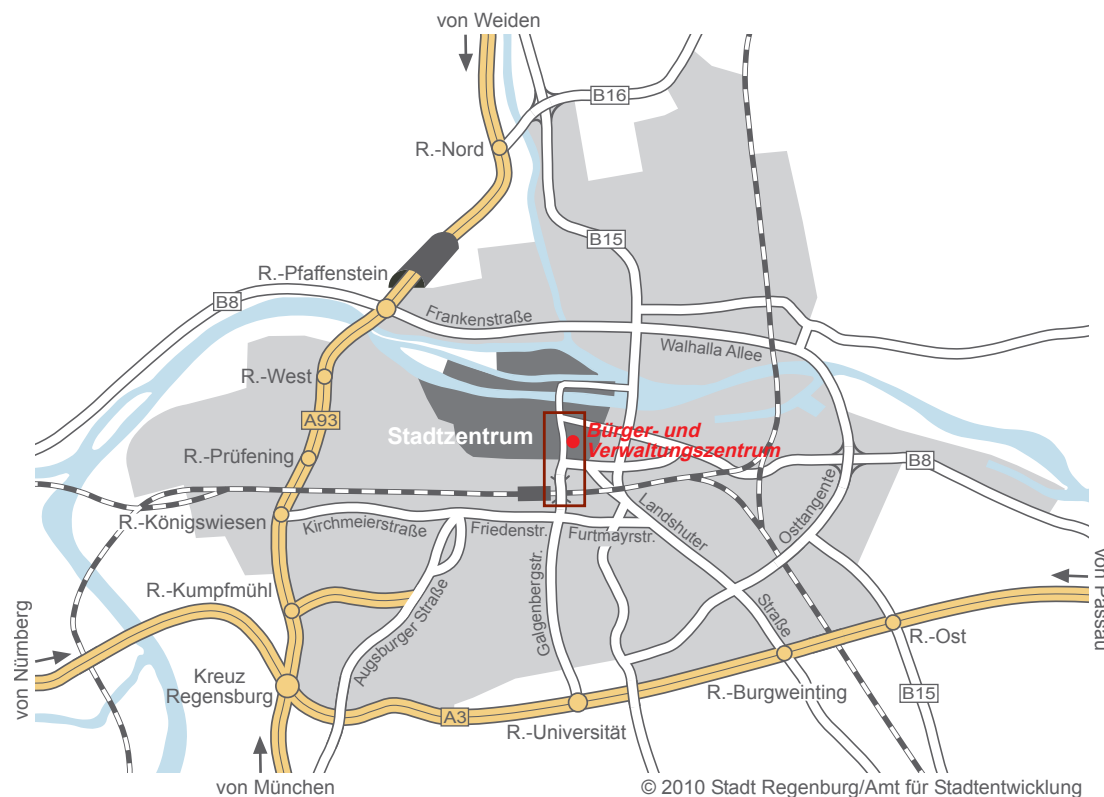 von Weiden
B16
R.-Nord
B15
R.-Pfaffenstein
B8
Frankenstraße
Walhalla Allee
R.-West
A93
Stadtzentrum
Bürger- und
Verwaltungszentrum
R.-Prüfening
B8
R.-Königswiesen
Kirchmeierstraße
Friedenstr.
Furtmayrstr.
Landshuter
Straße
Osttangente
Galgenbergstr.
Augsburger Straße
R.-Kumpfmühl
von Nürnberg
von Passau
R.-Ost
Kreuz
Regensburg
R.-Burgweinting
B15
A3
R.-Universität
von München
© 2010 Stadt Regenburg/Amt für Stadtentwicklung